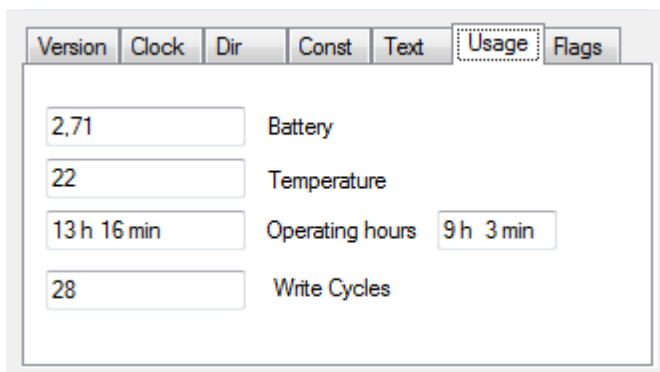 Version Clock Dir Const Text Usage Flags
2,71 Battery
22 Temperature
13 h 16 min Operating hours 9 h 3 min
28 Write Cycles